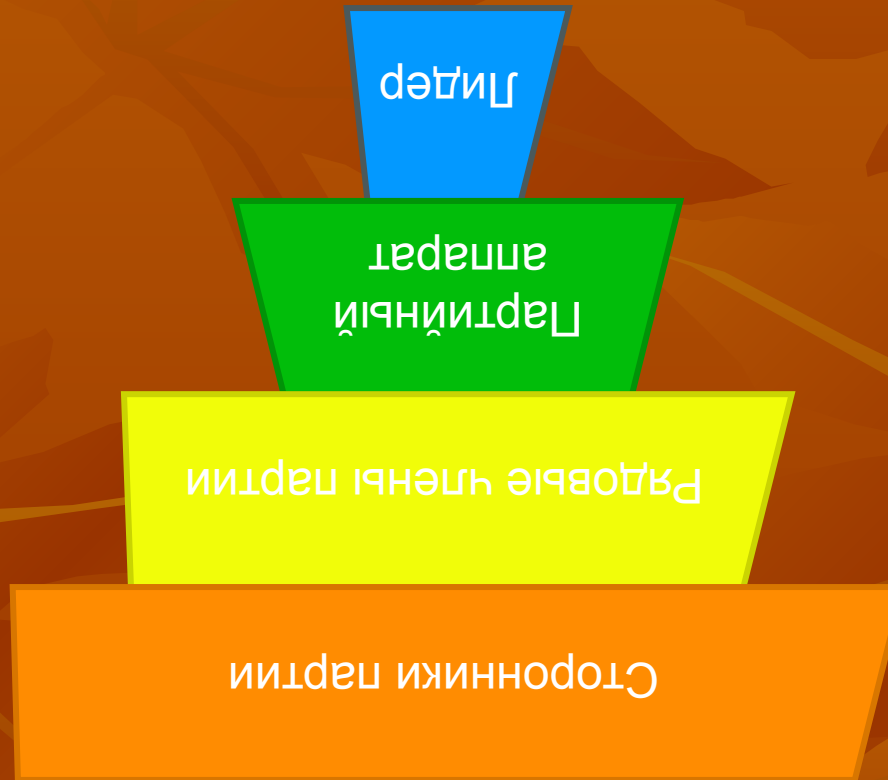 Лидер
Партийный
аппарат
Рядовые члены партии
Сторонники партии